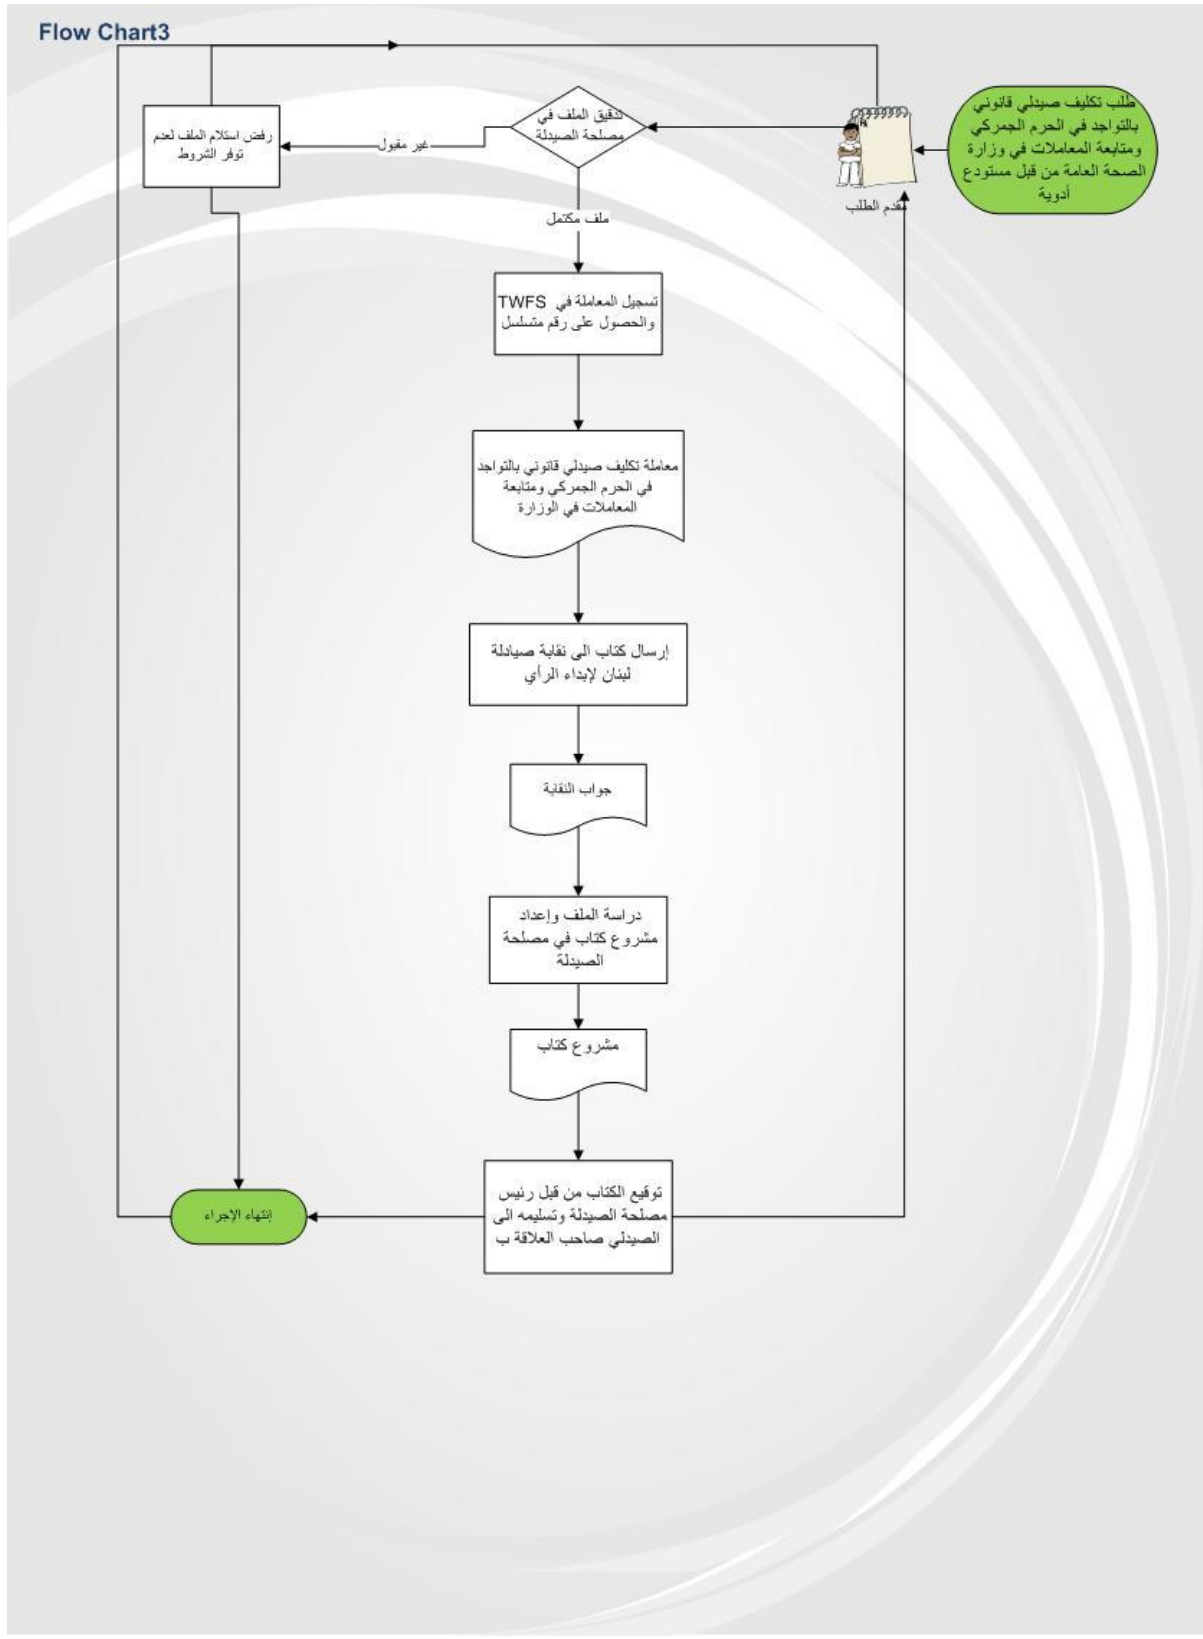 Flow Chart3
طلب تكليف صيدلي قانوني
بالتواجد في الحرم الجمركي
ومتابعة المعاملات في وزارة
الصحة العامة من قبل مستودع
أدوية
مقدم الطلب
تدقيق الملف في
مصلحة الصيدلة
غير مقبول
رفض استلام الملف لعدم
توفر الشروط
ملف مكتمل
تسجيل المعاملة في TWFS
والحصول على رقم متسلسل
معاملة تكليف صيدلي قانوني بالتواجد
في الحرم الجمركي ومتابعة
المعاملات في الوزارة
إرسال كتاب الى نقابة صيادلة
لبنان لإبداء الرأي
جواب النقابة
دراسة الملف وإعداد
مشروع كتاب في مصلحة
الصيدلة
مشروع كتاب
توقيع الكتاب من قبل رئيس
مصلحة الصيدلة وتسليمه الى
الصيدلي صاحب العلاقة ب
إنتهاء الإجراء